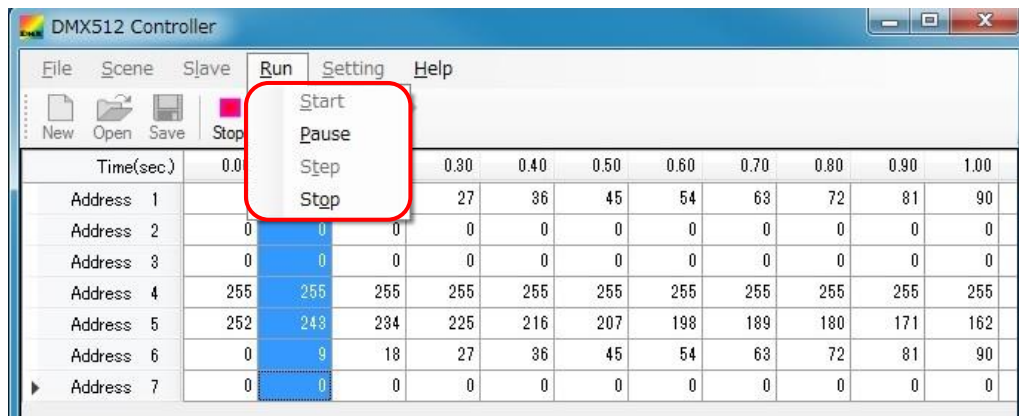 DMX512 Controller
File Scene Slave Run Setting Help
New Open Save Stop
Start
Pause
Step
Stop
Time(sec.) 0.0 0.30 0.40 0.50 0.60 0.70 0.80 0.90 1.00
Address 1 27 36 45 54 63 72 81 90
Address 2 0 0 0 0 0 0 0 0 0 0 0
Address 3 0 0 0 0 0 0 0 0 0 0 0
Address 4 255 255 255 255 255 255 255 255 255 255 255
Address 5 252 243 234 225 216 207 198 189 180 171 162
Address 6 0 9 18 27 36 45 54 63 72 81 90
Address 7 0 0 0 0 0 0 0 0 0 0 0